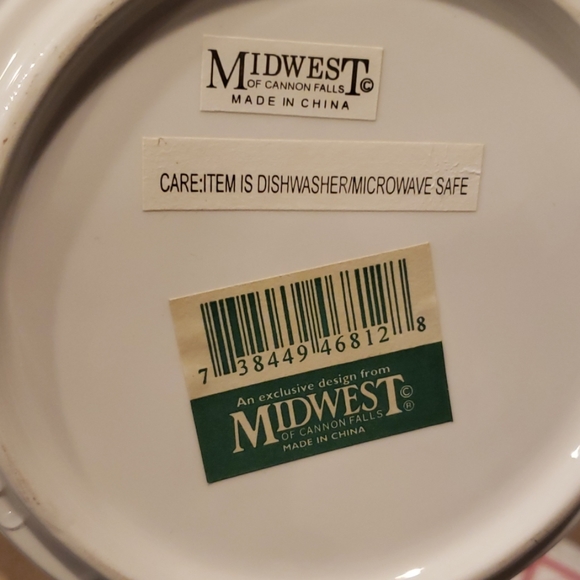 MIDWEST©
OF CANNON FALLS
MADE IN CHINA
CARE:ITEM IS DISHWASHER/MICROWAVE SAFE
7 38449 46812 8
An exclusive design from
MIDWEST©
OF CANNON FALLS ®
MADE IN CHINA